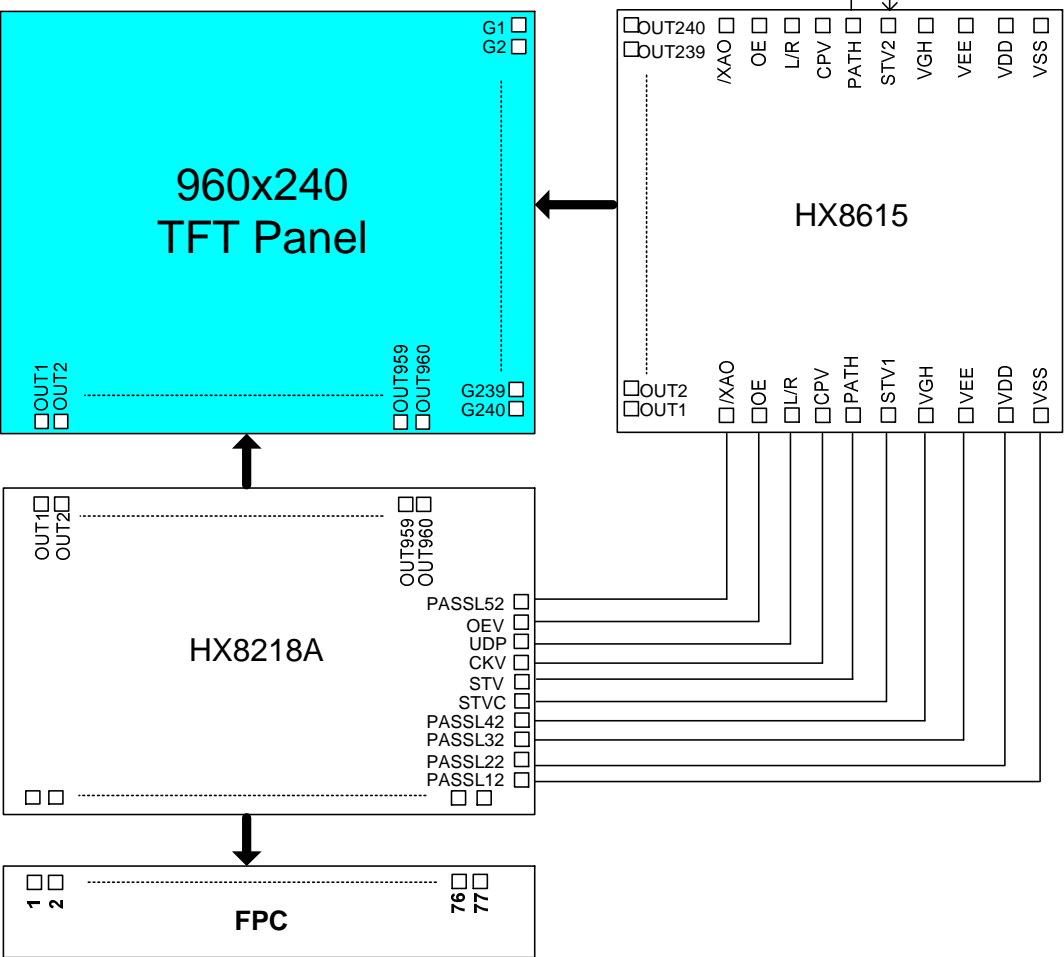 G1
G2
960x240
TFT Panel
OUT1
OUT2
OUT959
OUT960
G239
G240
OUT240
OUT239
/XAO
OE
L/R
CPV
PATH
STV2
VGH
VEE
VDD
VSS
HX8615
OUT2
OUT1
/XAO
OE
L/R
CPV
PATH
STV1
VGH
VEE
VDD
VSS
OUT1
OUT2
OUT959
OUT960
HX8218A
PASSL52
OEV
UDP
CKV
STV
STVC
PASSL42
PASSL32
PASSL22
PASSL12
1
2
76
77
FPC